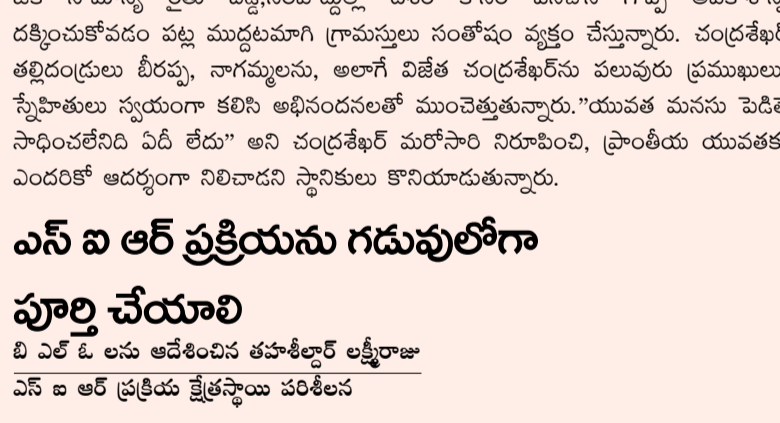 దక్కించుకోవడం పట్ల ముద్దటమాగి గ్రామస్తులు సంతోషం వ్యక్తం చేస్తున్నారు. చంద్రశేఖర్
తల్లిదండ్రులు బీరప్ప, నాగమ్మలను, అలాగే విజేత చంద్రశేఖర్‌ను పలువురు ప్రముఖులు
స్నేహితులు స్వయంగా కలిసి అభినందనలతో ముంచెత్తుతున్నారు.”యువత మనసు పెడితే
సాధించలేనిది ఏదీ లేదు” అని చంద్రశేఖర్ మరోసారి నిరూపించి, ప్రాంతీయ యువతకు
ఎందరికో ఆదర్శంగా నిలిచాడని స్థానికులు కొనియాడుతున్నారు.
ఎస్ ఐ ఆర్ ప్రక్రియను గడువులోగా
పూర్తి చేయాలి
బి ఎల్ ఓ లను ఆదేశించిన తహశీల్దార్ లక్ష్మీరాజు
ఎస్ ఐ ఆర్ ప్రక్రియ క్షేత్రస్థాయి పరిశీలన